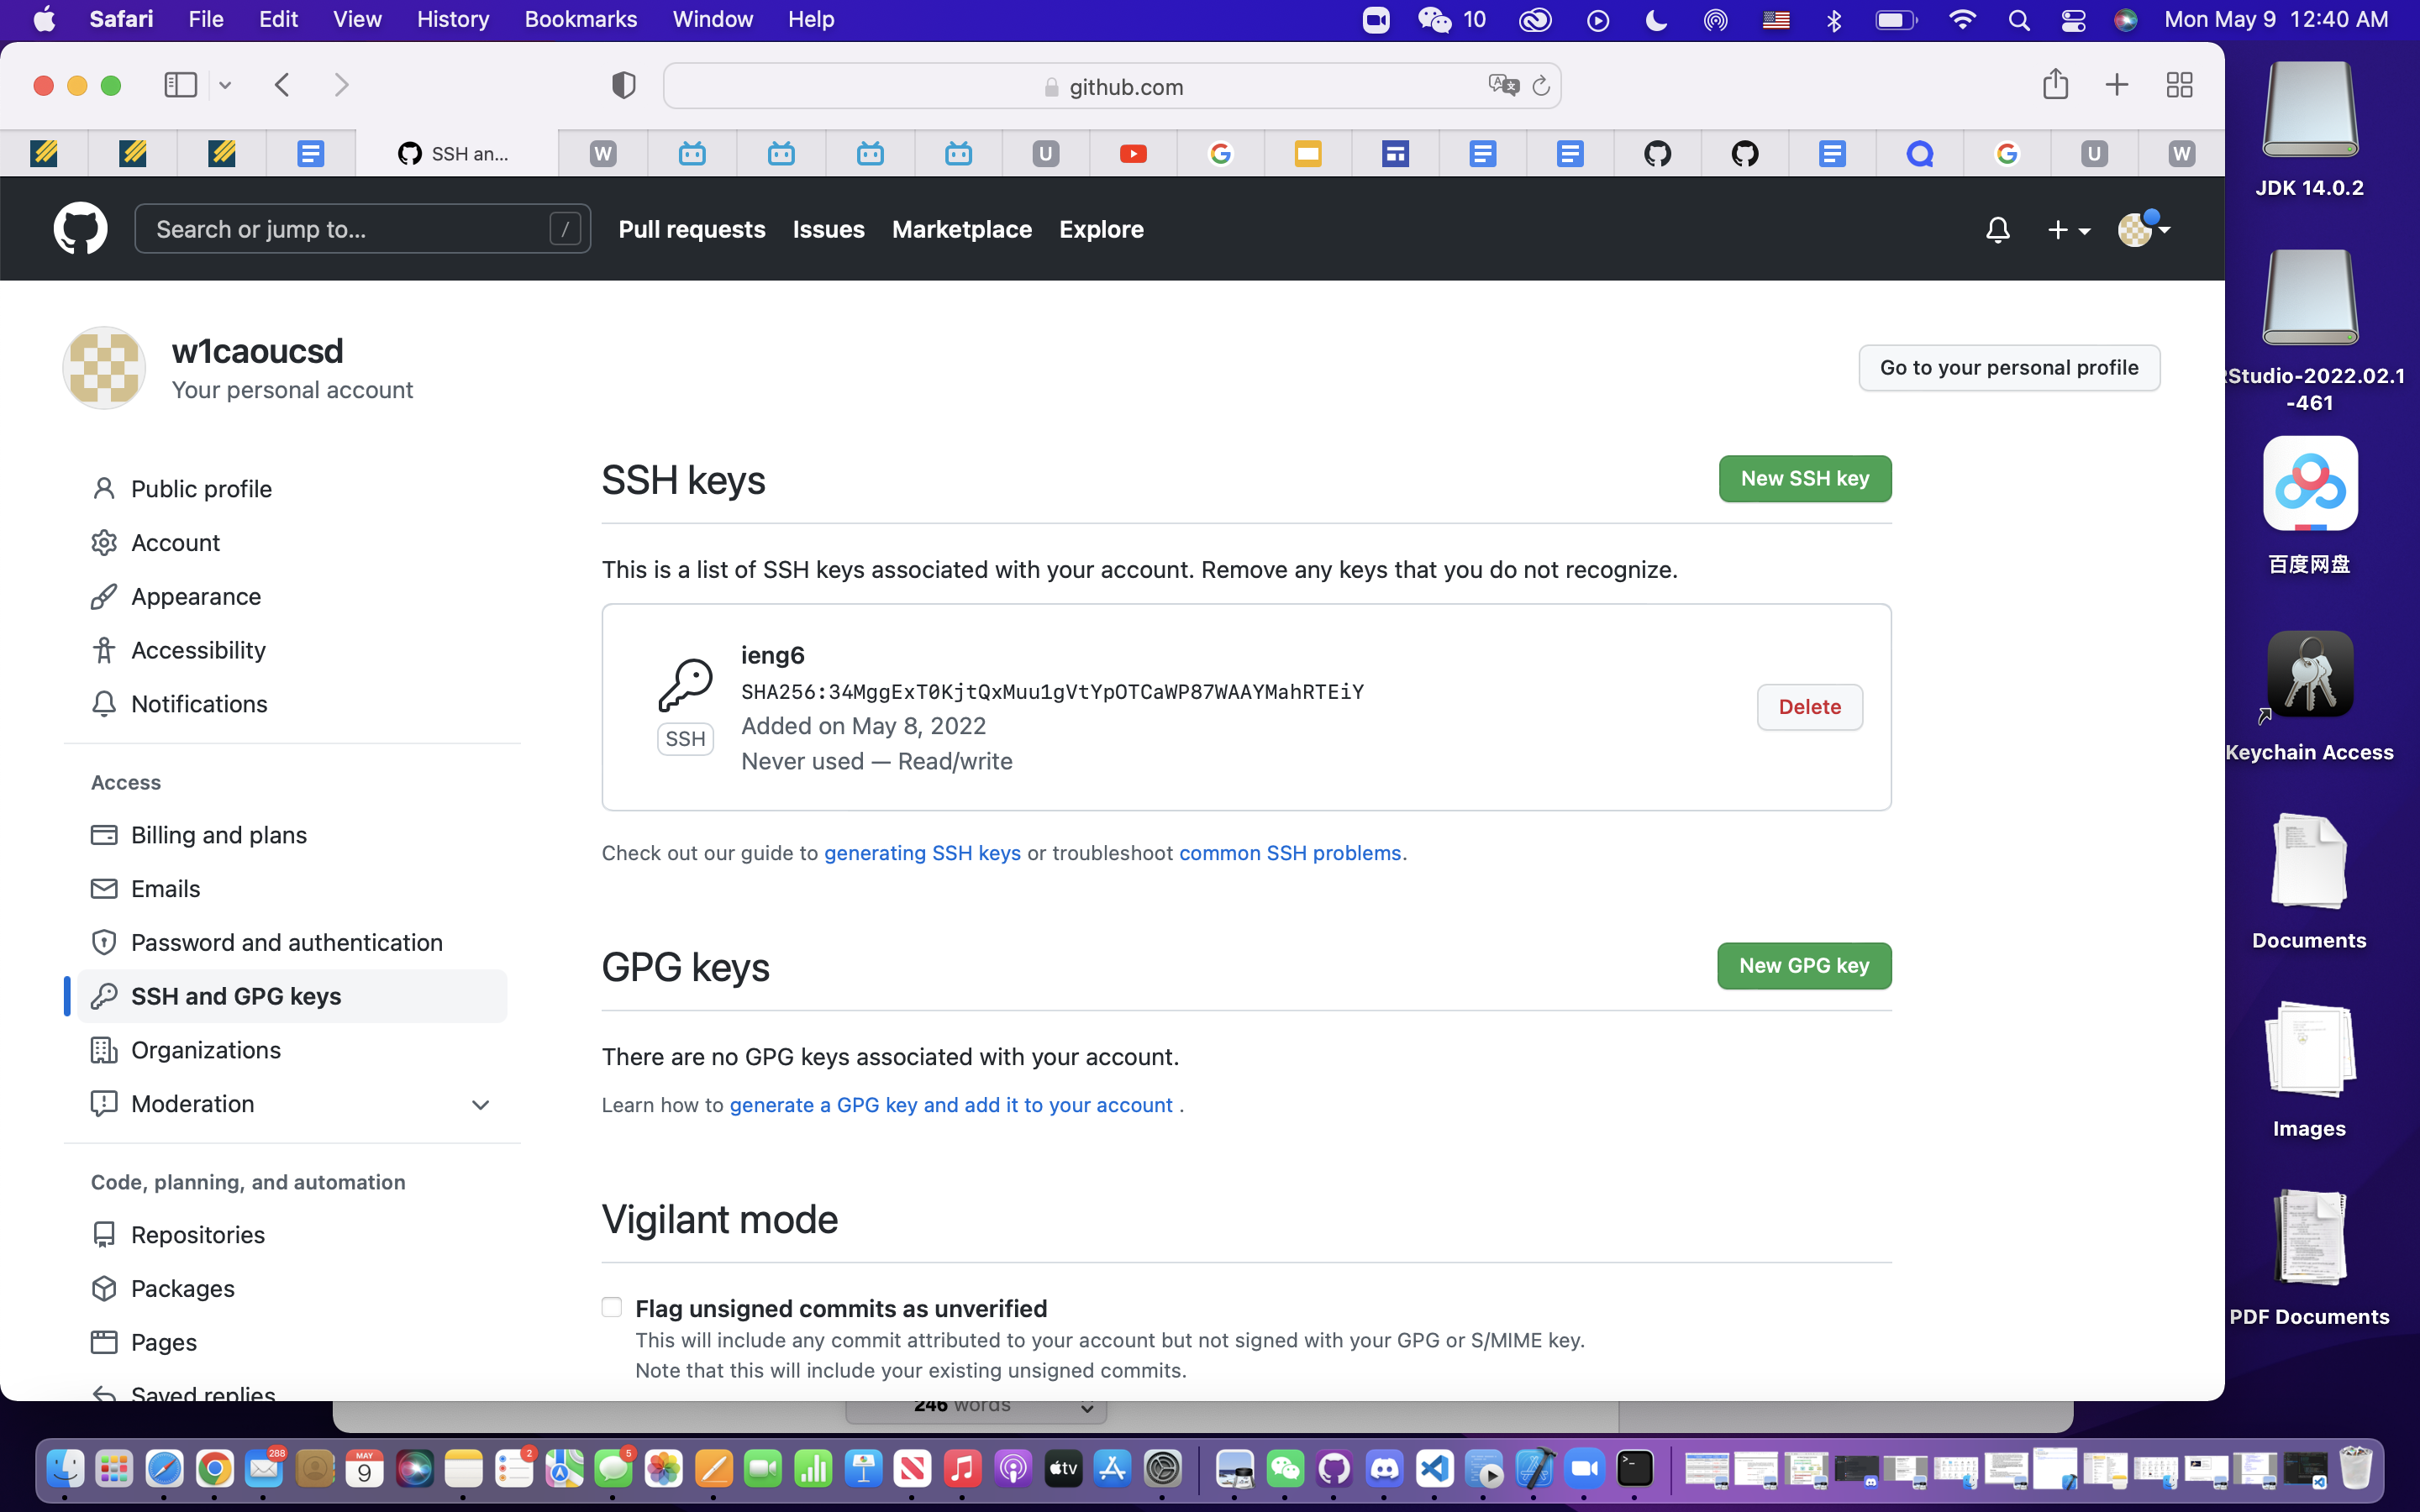 Safari File Edit View History Bookmarks Window Help 10 Mon May 9 12:40 AM
github.com
W U SSH an... U W
Search or jump to... / Pull requests Issues Marketplace Explore
w1caoucsd
Your personal account
Go to your personal profile
Public profile
Account
Appearance
Accessibility
Notifications
Access
Billing and plans
Emails
Password and authentication
SSH and GPG keys
Organizations
Moderation
Code, planning, and automation
Repositories
Packages
Pages
Saved replies
SSH keys
New SSH key
This is a list of SSH keys associated with your account. Remove any keys that you do not recognize.
ieng6
SHA256:34MggExT0KjtQxMuu1gVtYpOTCaWP87WAAYMahRTEiY
Added on May 8, 2022
Never used — Read/write
SSH
Delete
Check out our guide to generating SSH keys or troubleshoot common SSH problems.
GPG keys
New GPG key
There are no GPG keys associated with your account.
Learn how to generate a GPG key and add it to your account .
Vigilant mode
Flag unsigned commits as unverified
This will include any commit attributed to your account but not signed with your GPG or S/MIME key.
Note that this will include your existing unsigned commits.
246 words
JDK 14.0.2
RStudio-2022.02.1
-461
百度网盘
Keychain Access
Documents
Images
PDF Documents
288 MAY 9 2 5 tv